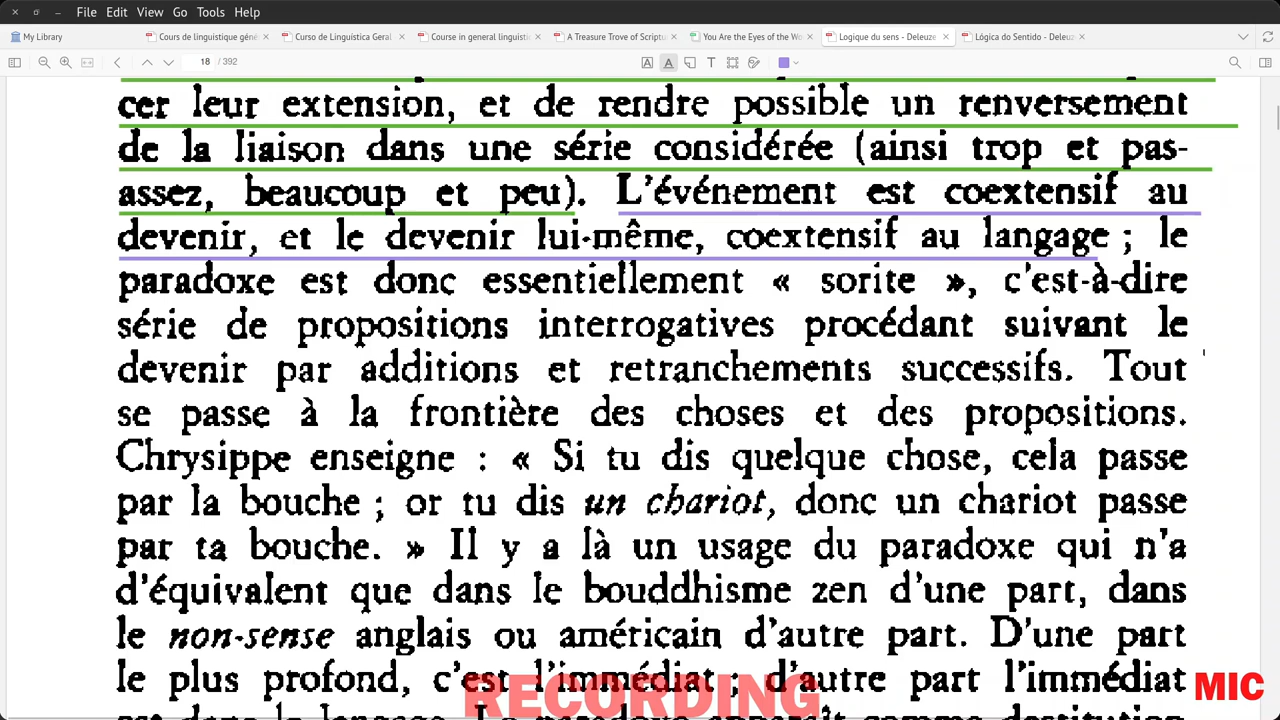 File Edit View Go Tools Help
My Library
Cours de linguistique géné
Curso de Linguística Geral
Course in general linguisti
A Treasure Trove of Scriptu
You Are the Eyes of the Wo
Logique du sens - Deleuze
Lógica do Sentido - Deleuz
18 / 392
cer leur extension, et de rendre possible un renversement
de la liaison dans une série considérée (ainsi trop et pas-
assez, beaucoup et peu). L'événement est coextensif au
devenir, et le devenir lui-même, coextensif au langage ; le
paradoxe est donc essentiellement « sorite », c'est-à-dire
série de propositions interrogatives procédant suivant le
devenir par additions et retranchements successifs. Tout
se passe à la frontière des choses et des propositions.
Chrysippe enseigne : « Si tu dis quelque chose, cela passe
par la bouche ; or tu dis un chariot, donc un chariot passe
par ta bouche. » Il y a là un usage du paradoxe qui n'a
d'équivalent que dans le bouddhisme zen d'une part, dans
le non-sense anglais ou américain d'autre part. D'une part
le plus profond, c'est l'immédiat ; d'autre part l'immédiat
RECORDING
MIC